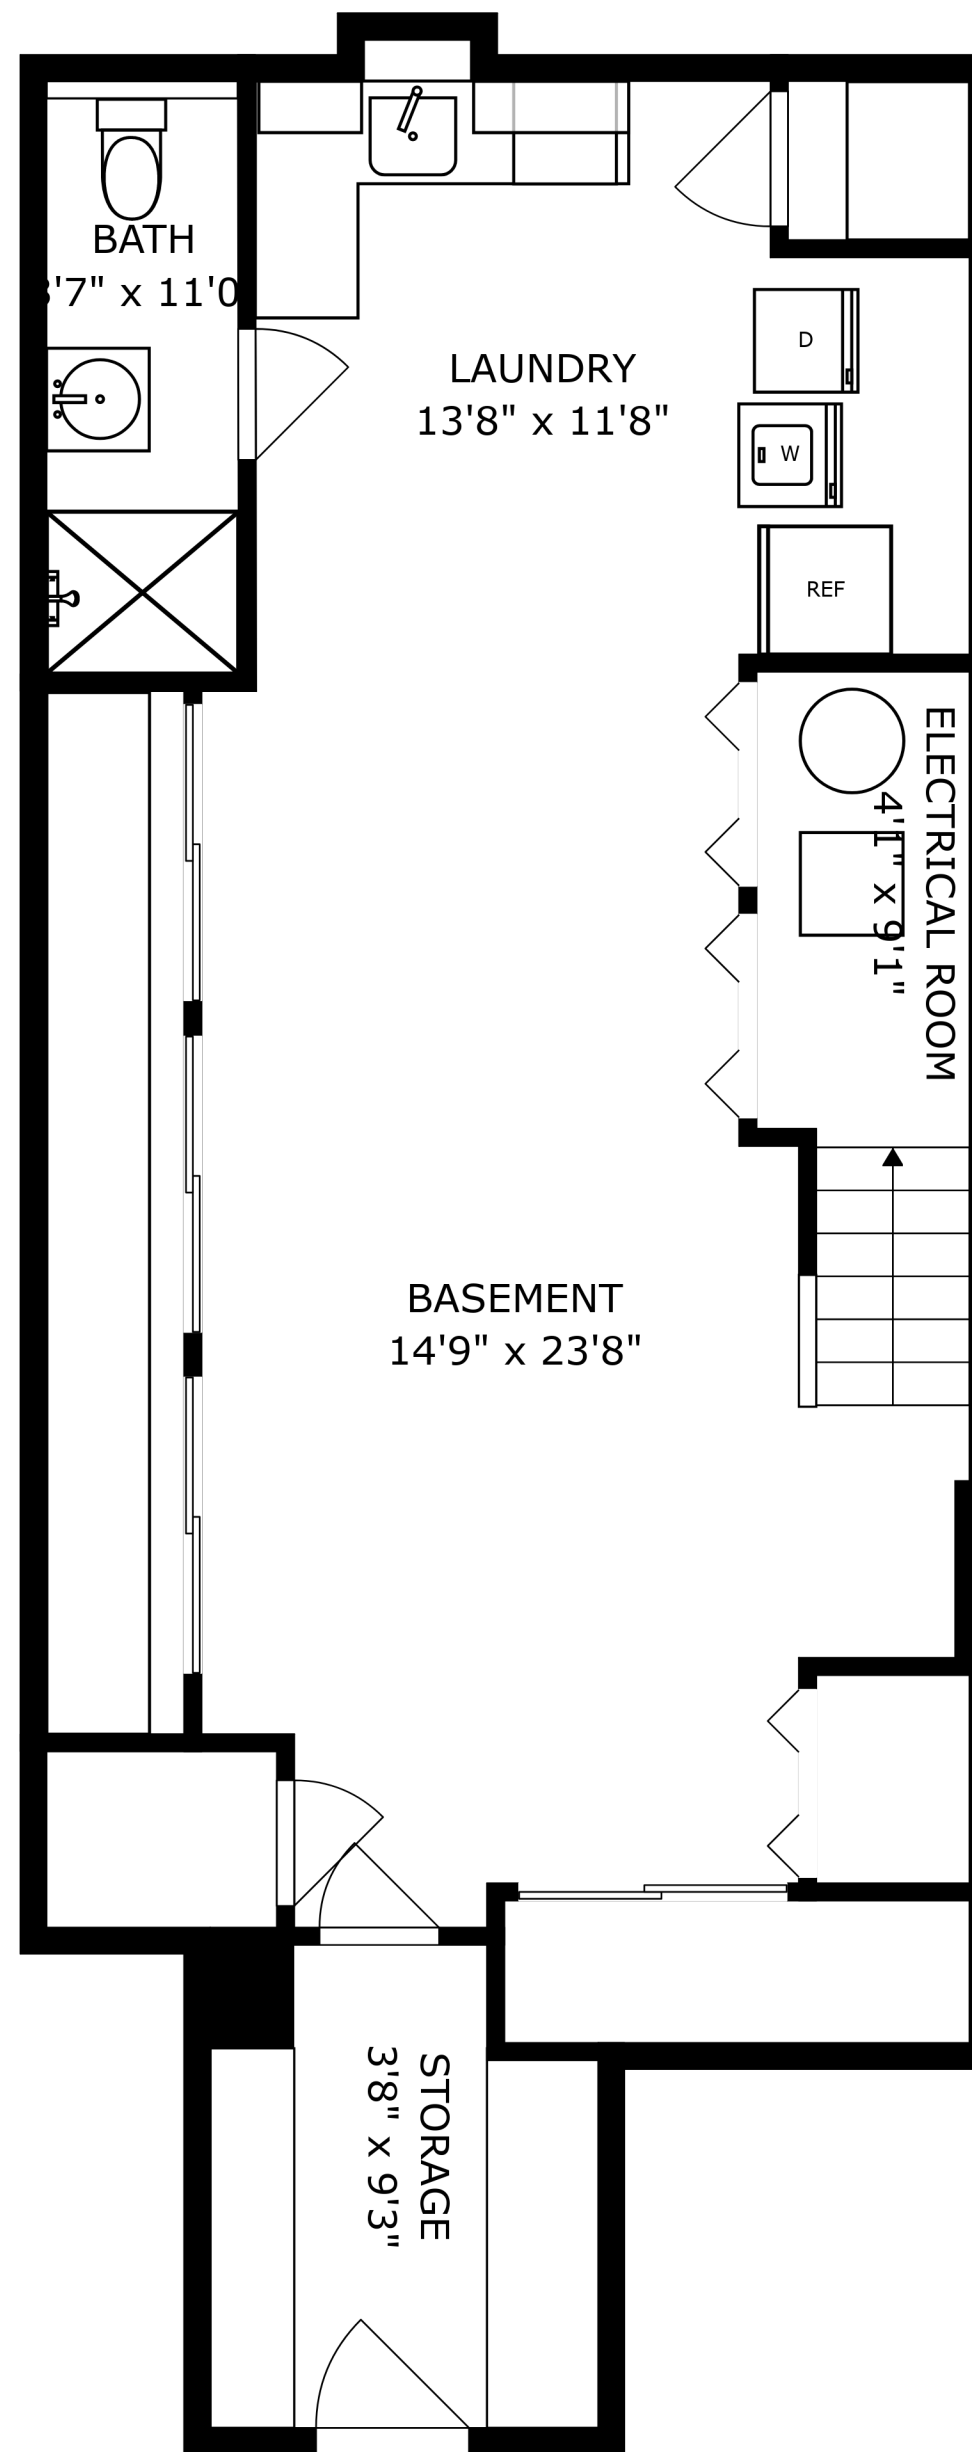 BATH
'7" x 11'0
LAUNDRY
13'8" x 11'8"
D
W
REF
ELECTRICAL ROOM
4'1" x 9'1"
BASEMENT
14'9" x 23'8"
STORAGE
3'8" x 9'3"